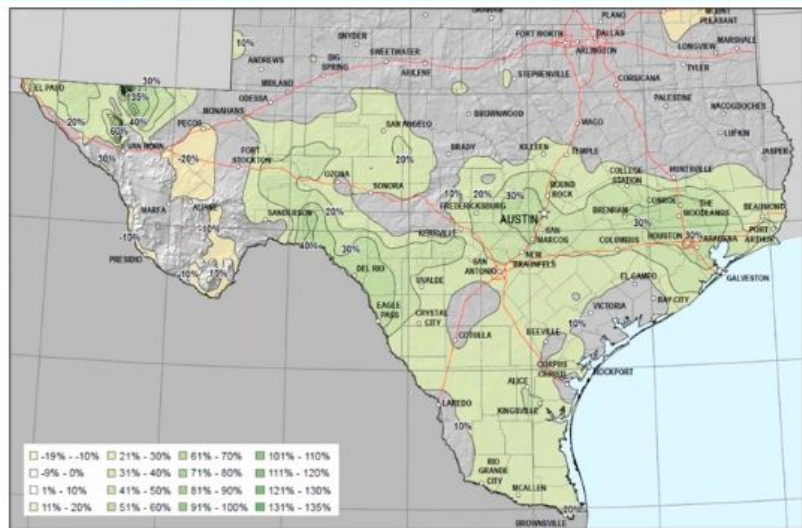 MOUNT
PLEASANT
PLANO
DALLAS
FORT WORTH
ARLINGTON
SNYDER
SWEETWATER
LONGVIEW
MARSHALL
10%
ANDREWS
BIG
SPRING
ABILENE
STEPHENVILLE
TYLER
MIDLAND
CORSICANA
30%
EL PASO
135%
ODESSA
MONAHANS
BROWNWOOD
PALESTINE
NACOGDOCHES
20%
60%
PECOS
SAN ANGELO
WACO
LUFKIN
VAN HORN
-20%
FORT
STOCKTON
20%
BRADY
KILLEEN
TEMPLE
COLLEGE
STATION
HUNTSVILLE
JASPER
30%
OZONA
SONORA
10%
20%
30%
ROUND
ROCK
CONROE
THE
WOODLANDS
BEAUMONT
MARFA
ALPINE
SANDERSON
20%
FREDERICKSBURG
AUSTIN
BRENHAM
30%
PORT
ARTHUR
-10%
-10%
KERRVILLE
SAN
MARCOS
COLUMBUS
HOUSTON
30%
PASADENA
PRESIDIO
40%
30%
NEW
BRAUNFELS
SAN
ANTONIO
GALVESTON
-10%
10%
DEL RIO
UVALDE
EL CAMPO
BAY CITY
EAGLE
PASS
CRYSTAL
CITY
VICTORIA
10%
COTULLA
BEEVILLE
CORPUS
CHRISTI
ROCKPORT
ALICE
LAREDO
KINGSVILLE
10%
RIO
GRANDE
CITY
MCALLEN
20%
BROWNSVILLE
-19% - -10% 21% - 30% 61% - 70% 101% - 110%
-9% - 0% 31% - 40% 71% - 80% 111% - 120%
1% - 10% 41% - 50% 81% - 90% 121% - 130%
11% - 20% 51% - 60% 91% - 100% 131% - 135%